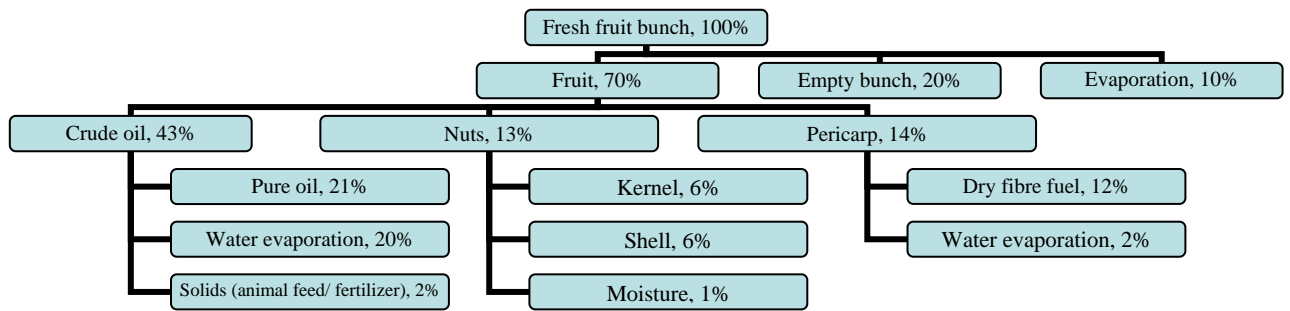 Fresh fruit bunch, 100%
Fruit, 70%
Empty bunch, 20%
Evaporation, 10%
Crude oil, 43%
Nuts, 13%
Pericarp, 14%
Pure oil, 21%
Kernel, 6%
Dry fibre fuel, 12%
Water evaporation, 20%
Shell, 6%
Water evaporation, 2%
Solids (animal feed/ fertilizer), 2%
Moisture, 1%